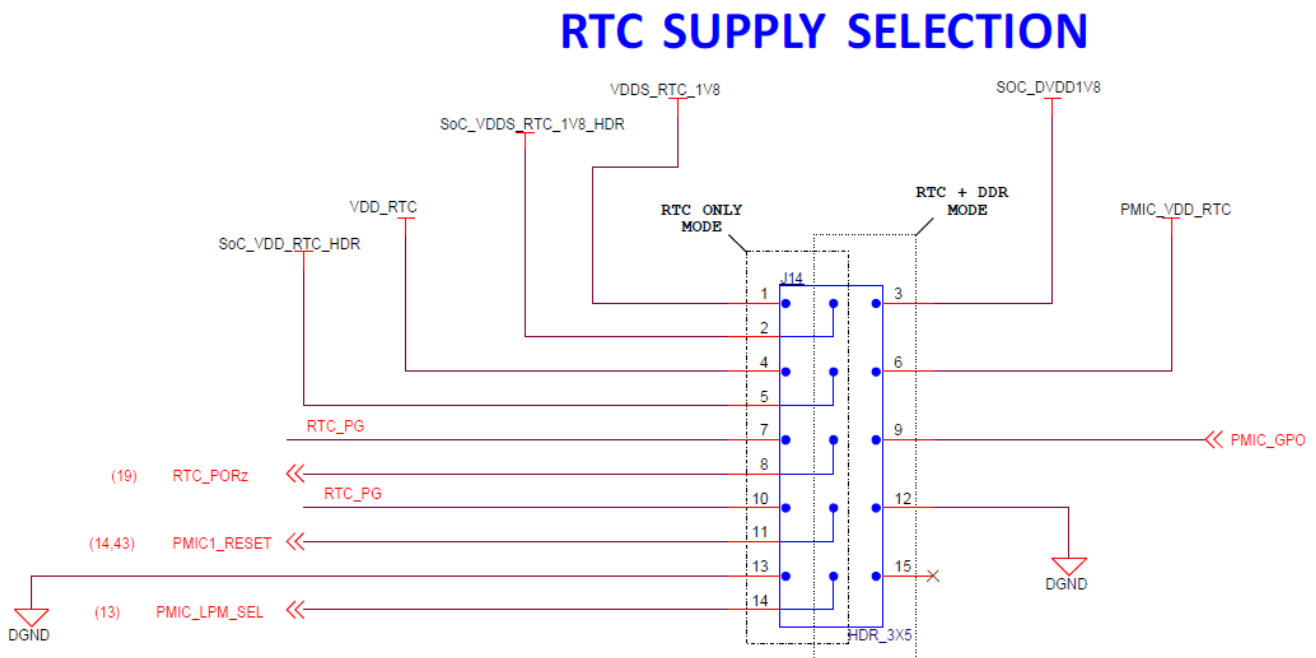 RTC SUPPLY SELECTION
VDDS_RTC_1V8
SOC_DVDD1V8
SoC_VDDS_RTC_1V8_HDR
RTC ONLY
MODE
RTC + DDR
MODE
VDD_RTC
PMIC_VDD_RTC
SoC_VDD_RTC_HDR
J14
1
3
2
4
6
5
RTC_PG
7
9
PMIC_GPO
(19) RTC_PORz
8
RTC_PG
10
12
(14,43) PMIC1_RESET
11
13
15
DGND
(13) PMIC_LPM_SEL
14
DGND
HDR_3X5